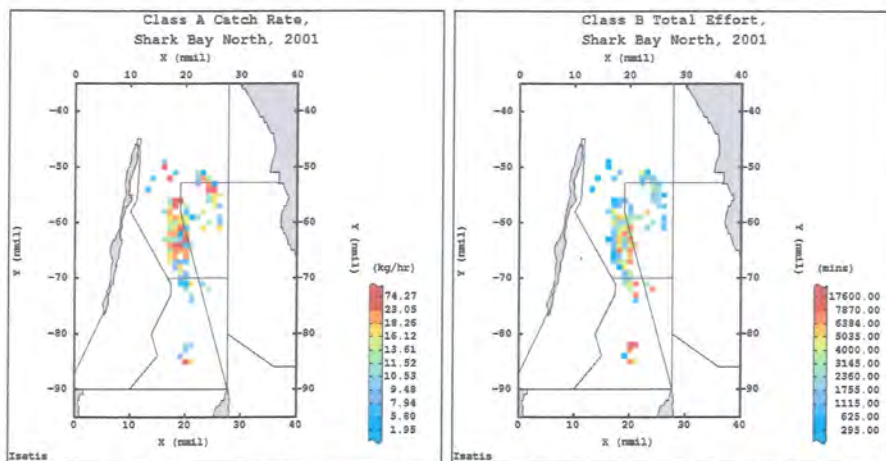 Class A Catch Rate,
Shark Bay North, 2001
X (nmil)
0 10 20 30 40
-40
-50
-60
-70
-80
-90
Y (nmil)
-40
-50
-60
-70
-80
-90
Y (nmil)
(kg/hr)
74.27
23.05
18.26
16.12
13.61
11.52
10.53
9.48
7.94
5.80
1.95
0 10 20 30 40
X (nmil)
Isatis
Class B Total Effort,
Shark Bay North, 2001
X (nmil)
0 10 20 30 40
-40
-50
-60
-70
-80
-90
Y (nmil)
-40
-50
-60
-70
-80
-90
Y (nmil)
(mins)
17600.00
7870.00
6384.00
5035.00
4000.00
3145.00
2360.00
1755.00
1115.00
625.00
295.00
0 10 20 30 40
X (nmil)
Isatis